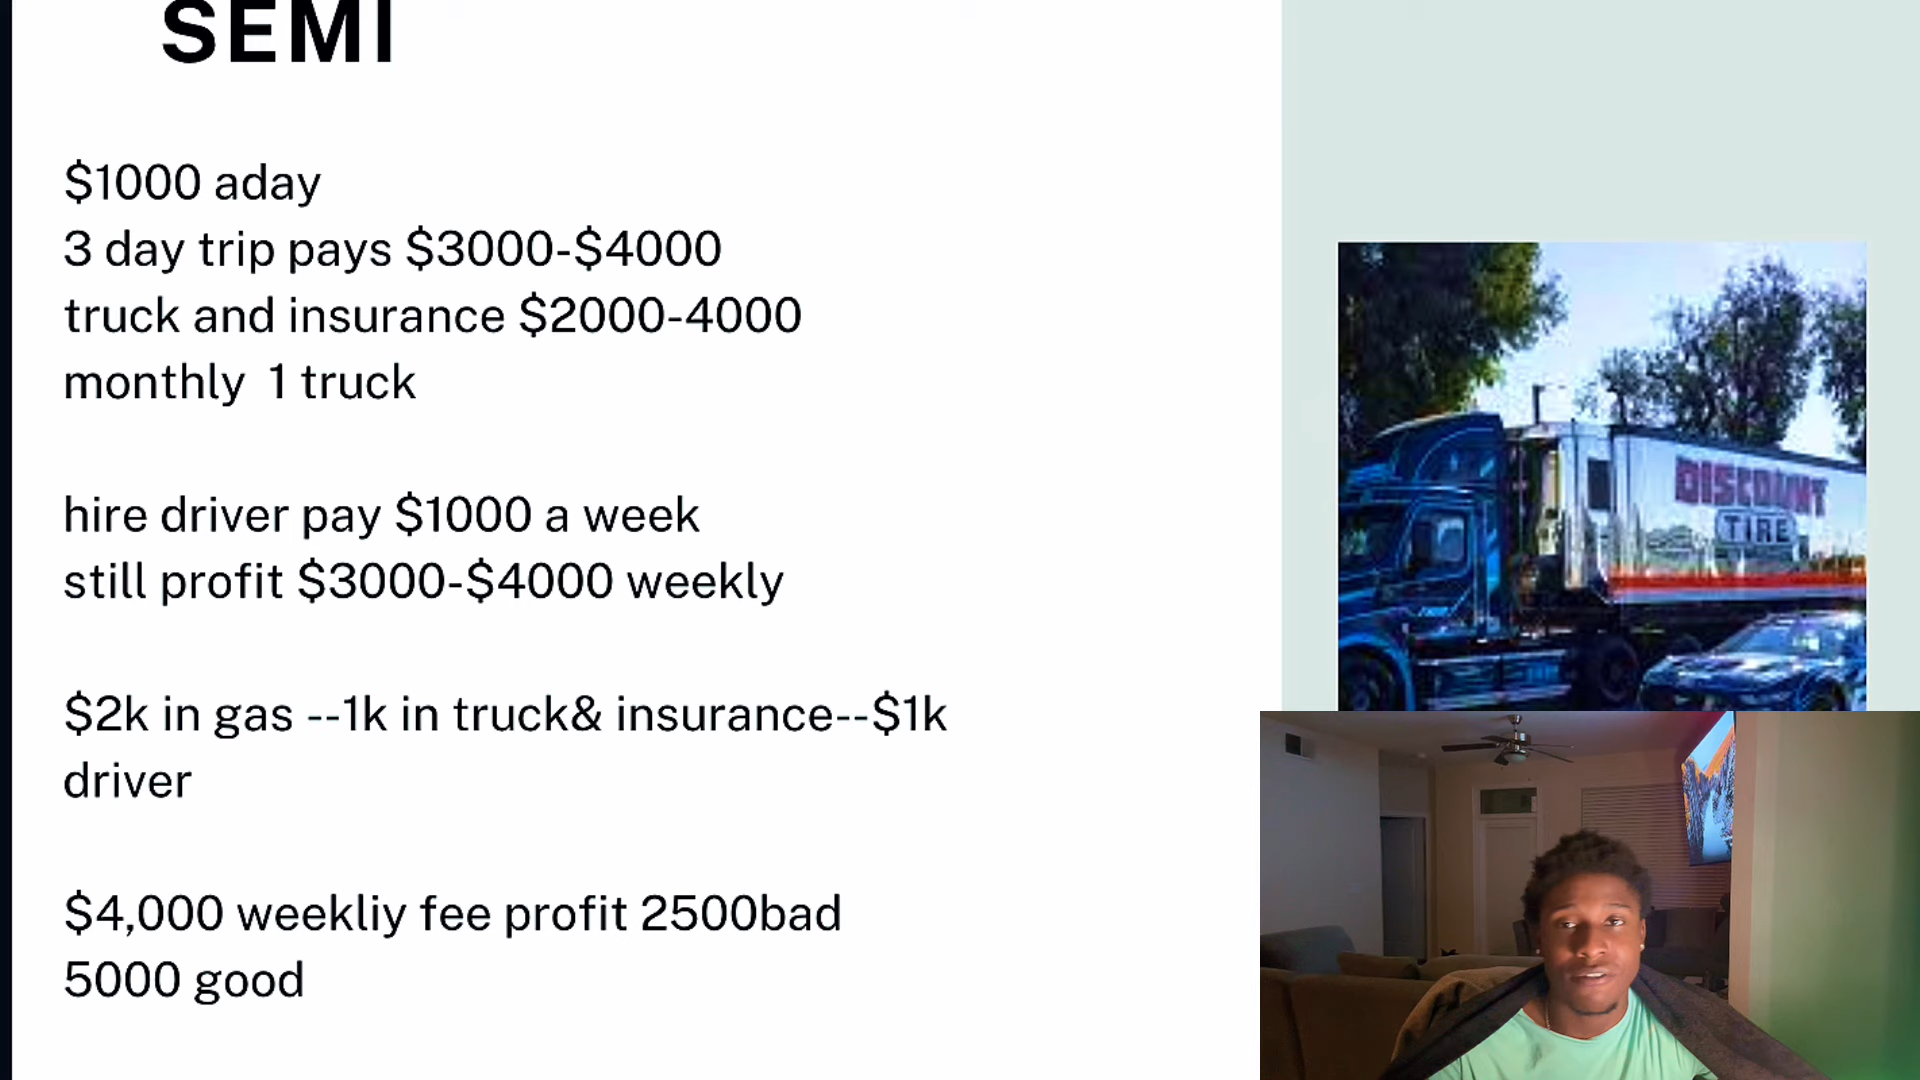 SEMI
$1000 aday
3 day trip pays $3000-$4000
truck and insurance $2000-4000
monthly 1 truck
hire driver pay $1000 a week
still profit $3000-$4000 weekly
$2k in gas --1k in truck& insurance--$1k
driver
$4,000 weekliy fee profit 2500bad
5000 good
DISCOUNT
TIRE